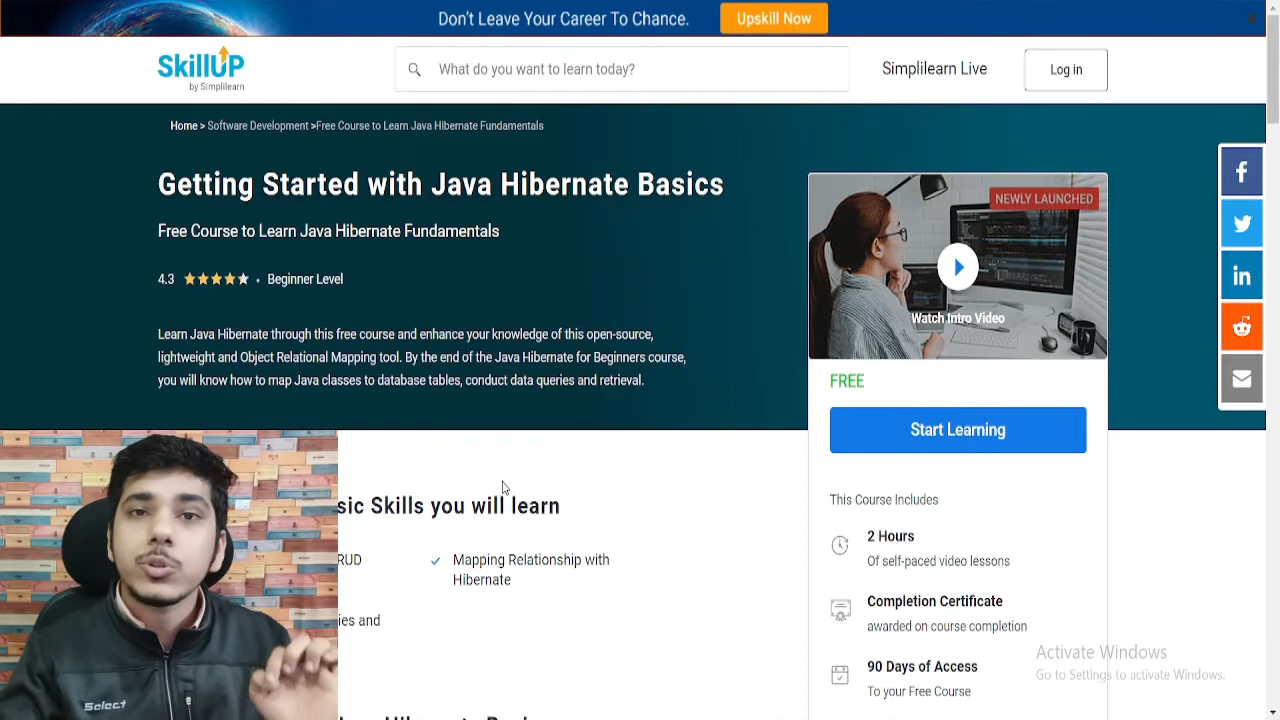 Don't Leave Your Career To Chance.
Upskill Now
SkillUP
by Simplilearn
What do you want to learn today?
Simplilearn Live
Log in
Home > Software Development >Free Course to Learn Java Hibernate Fundamentals
Getting Started with Java Hibernate Basics
Free Course to Learn Java Hibernate Fundamentals
4.3
Beginner Level
Learn Java Hibernate through this free course and enhance your knowledge of this open-source,
lightweight and Object Relational Mapping tool. By the end of the Java Hibernate for Beginners course,
you will know how to map Java classes to database tables, conduct data queries and retrieval.
NEWLY LAUNCHED
Watch Intro Video
FREE
Start Learning
This Course Includes
2 Hours
Of self-paced video lessons
Completion Certificate
awarded on course completion
90 Days of Access
To your Free Course
sic Skills you will learn
RUD
Mapping Relationship with
Hibernate
ies and
Select
Activate Windows
Go to Settings to activate Windows.